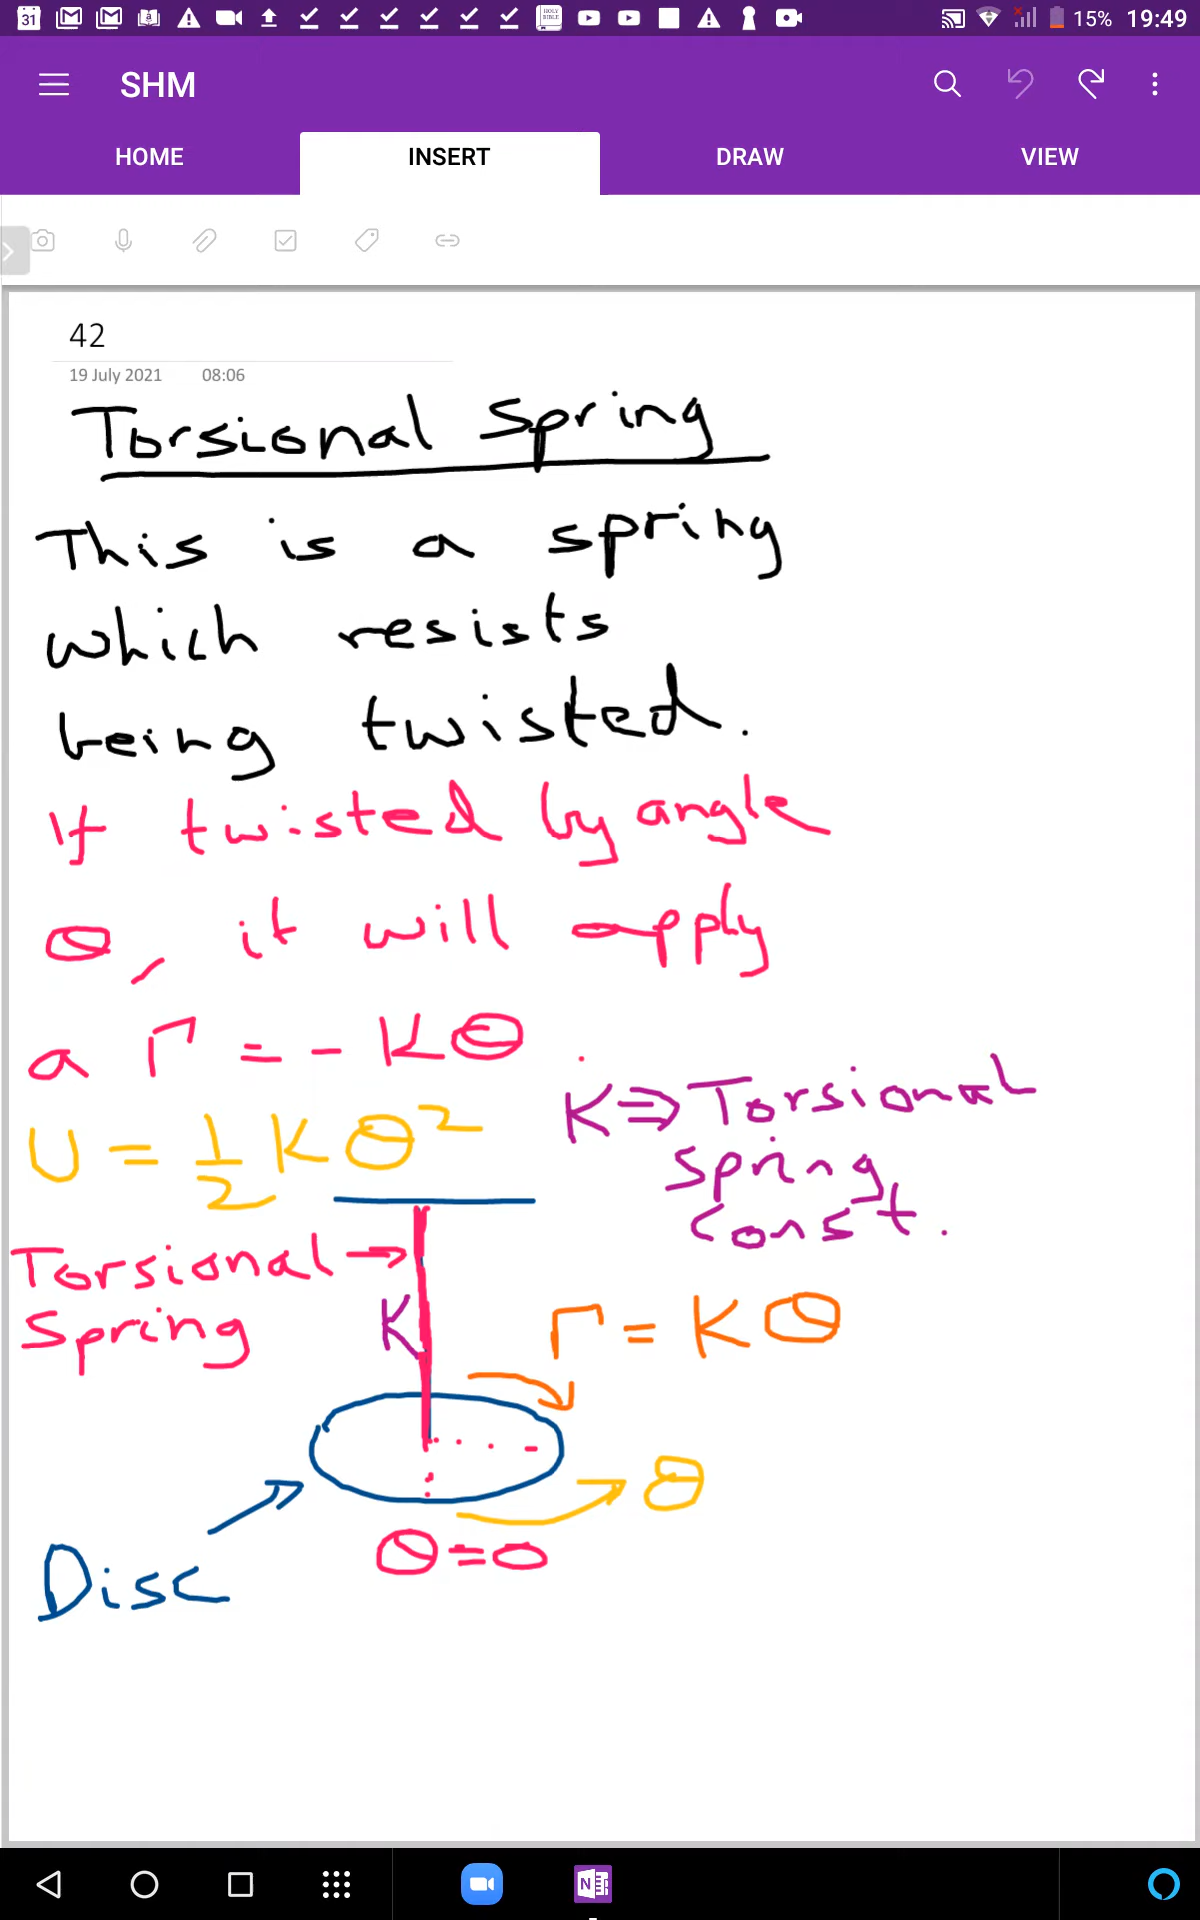 31 15% 19:49
SHM
HOME INSERT DRAW VIEW
42
19 July 2021 08:06
Torsional Spring
This is a spring
which resists
being twisted.
If twisted by angle
θ, it will apply
a Γ = - Kθ.
K ⇒ Torsional
Spring
Const.
U = 1/2 K θ²
Torsional →
Spring
K
Γ = K θ
θ
θ = 0
Disc